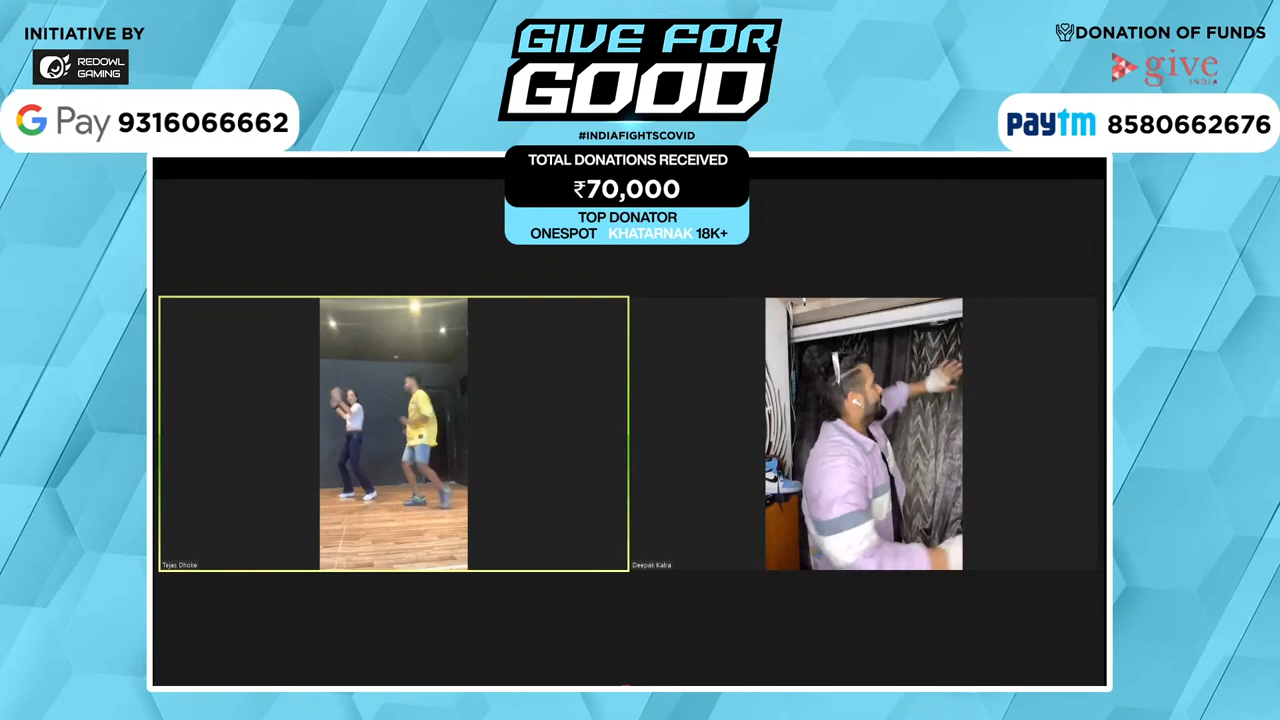 INITIATIVE BY
REDOWL
GAMING
G Pay 9316066662
GIVE FOR
GOOD
#INDIAFIGHTSCOVID
TOTAL DONATIONS RECEIVED
₹70,000
TOP DONATOR
ONESPOT KHATARNAK 18K+
DONATION OF FUNDS
give
INDIA
paytm 8580662676
Tejas Dhoke
Deepak Kalra